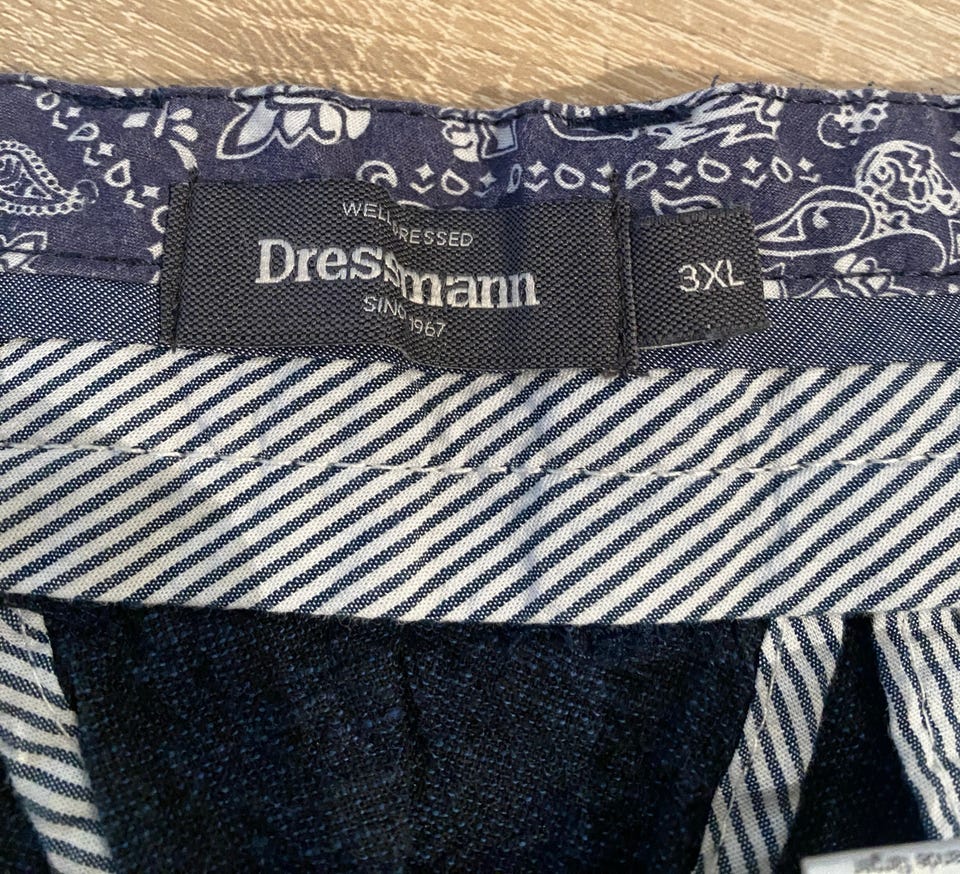 WELL DRESSED
Dressmann
SINCE 1967
3XL